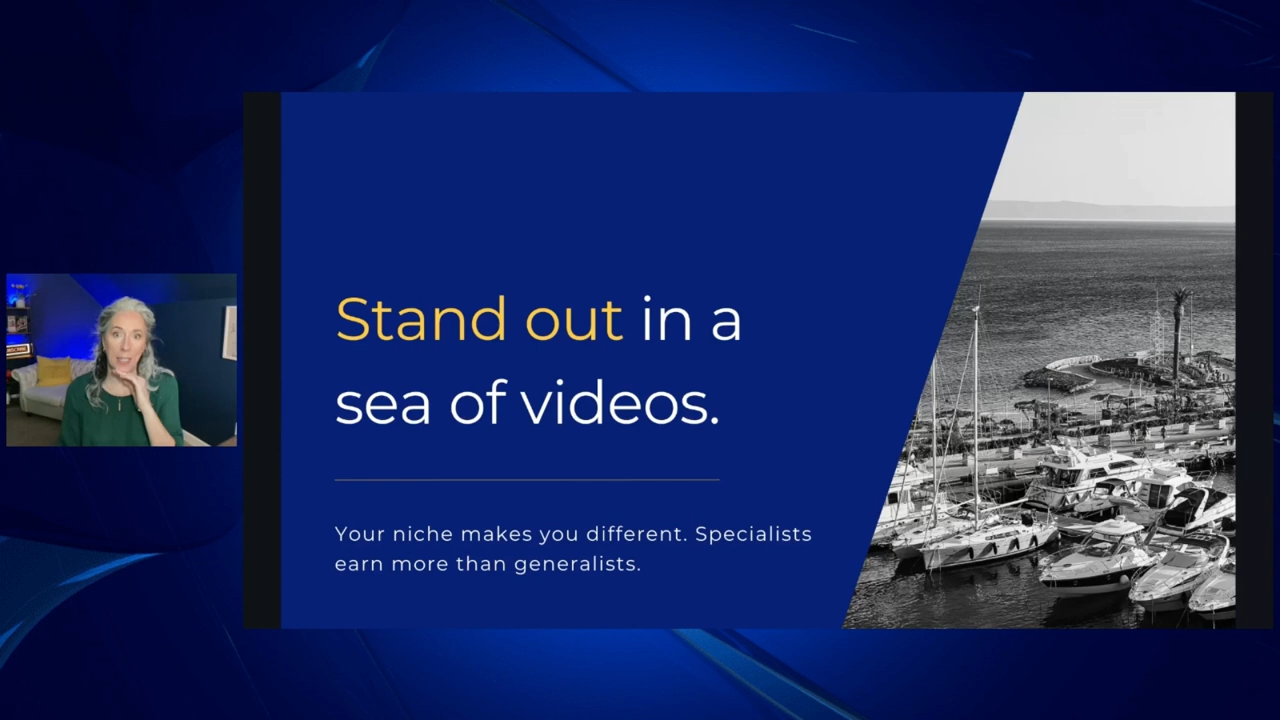 Stand out in a
sea of videos.
Your niche makes you different. Specialists
earn more than generalists.